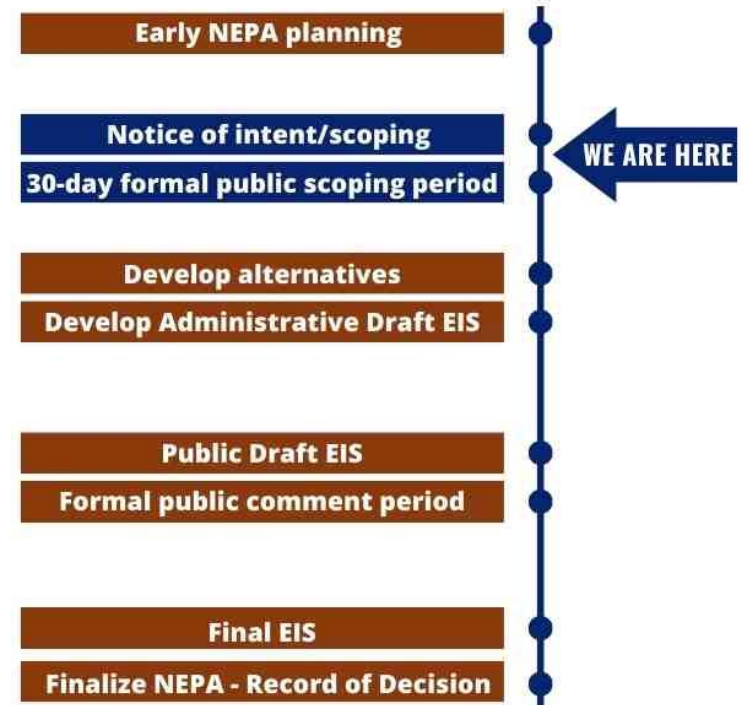 Early NEPA planning
Notice of intent/scoping
WE ARE HERE
30-day formal public scoping period
Develop alternatives
Develop Administrative Draft EIS
Public Draft EIS
Formal public comment period
Final EIS
Finalize NEPA - Record of Decision